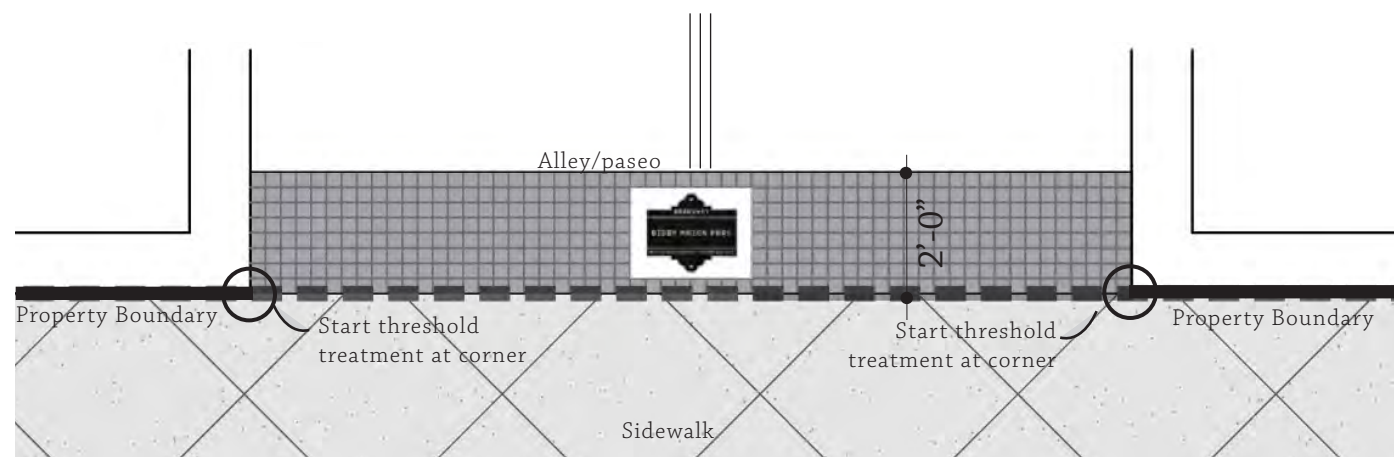 Alley/paseo
2’-0”
Property Boundary
Start threshold
treatment at corner
Start threshold
treatment at corner
Property Boundary
Sidewalk